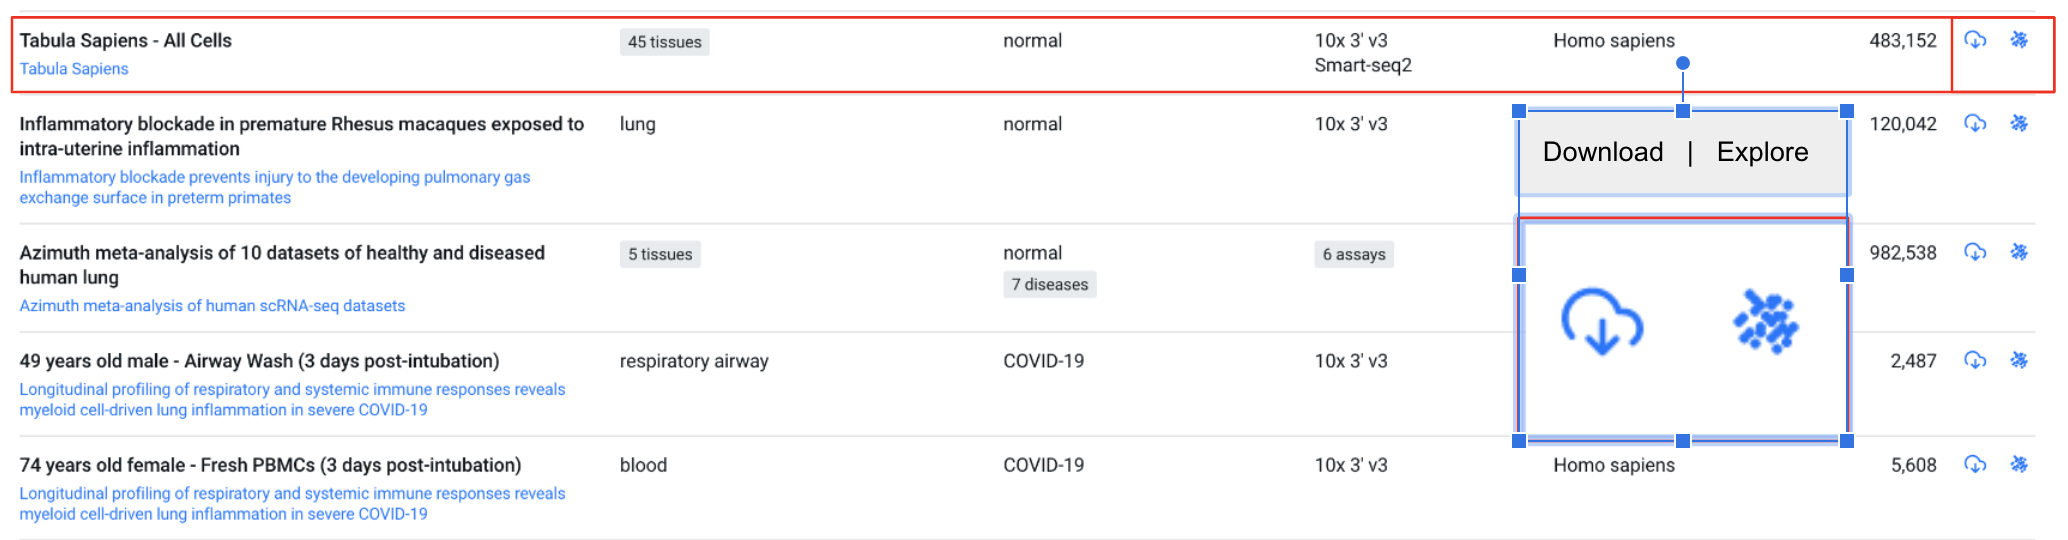 Tabula Sapiens - All Cells
Tabula Sapiens
45 tissues
normal
10x 3' v3
Smart-seq2
Homo sapiens
483,152
Inflammatory blockade in premature Rhesus macaques exposed to
intra-uterine inflammation
Inflammatory blockade prevents injury to the developing pulmonary gas
exchange surface in preterm primates
lung
normal
10x 3' v3
120,042
Download | Explore
Azimuth meta-analysis of 10 datasets of healthy and diseased
human lung
Azimuth meta-analysis of human scRNA-seq datasets
5 tissues
normal
7 diseases
6 assays
982,538
49 years old male - Airway Wash (3 days post-intubation)
Longitudinal profiling of respiratory and systemic immune responses reveals
myeloid cell-driven lung inflammation in severe COVID-19
respiratory airway
COVID-19
10x 3' v3
2,487
74 years old female - Fresh PBMCs (3 days post-intubation)
Longitudinal profiling of respiratory and systemic immune responses reveals
myeloid cell-driven lung inflammation in severe COVID-19
blood
COVID-19
10x 3' v3
Homo sapiens
5,608